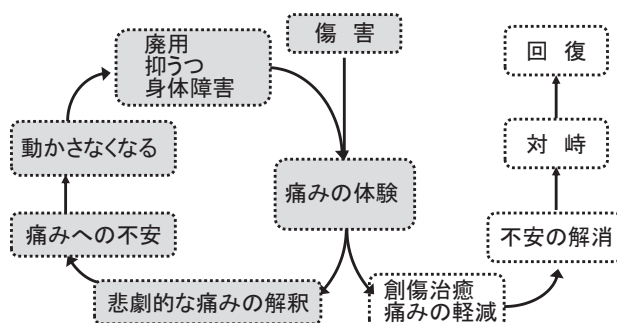 傷 害
廃用
抑うつ
身体障害
回 復
動かさなくなる
対 峙
痛みの体験
痛みへの不安
不安の解消
悲劇的な痛みの解釈
創傷治癒
痛みの軽減